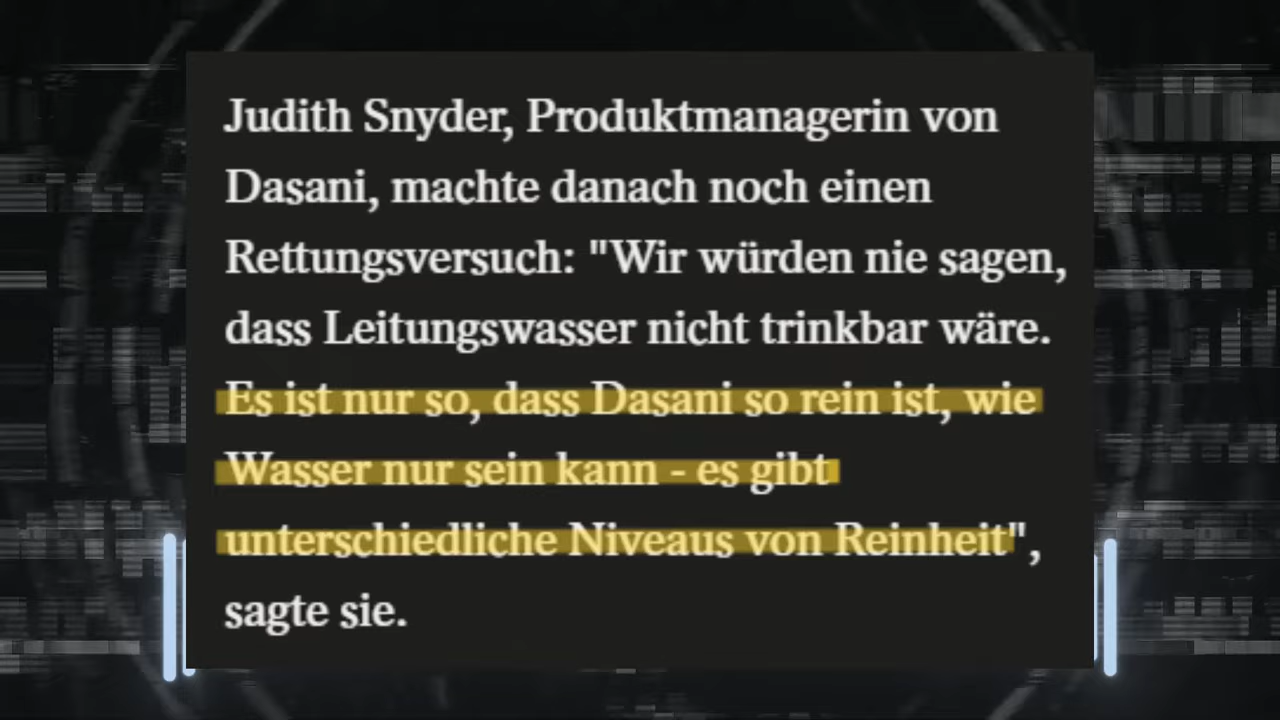 Judith Snyder, Produktmanagerin von
Dasani, machte danach noch einen
Rettungsversuch: "Wir würden nie sagen,
dass Leitungswasser nicht trinkbar wäre.
Es ist nur so, dass Dasani so rein ist, wie
Wasser nur sein kann - es gibt
unterschiedliche Niveaus von Reinheit",
sagte sie.